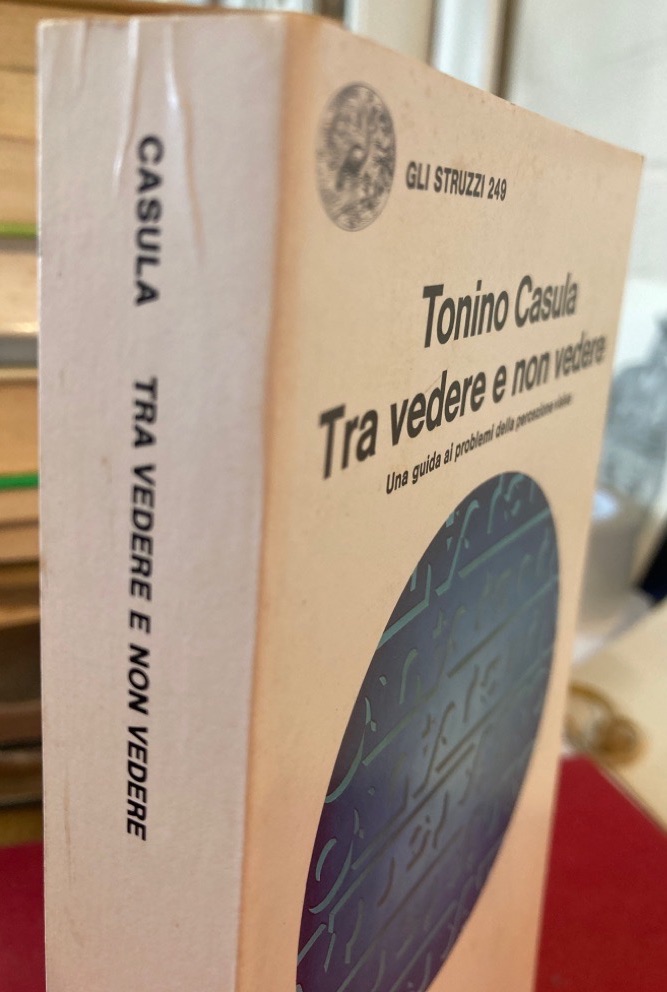 CASULA TRA VEDERE E NON VEDERE
GLI STRUZZI 249
Tonino Casula
Tra vedere e non vedere
Una guida ai problemi della percezione visiva